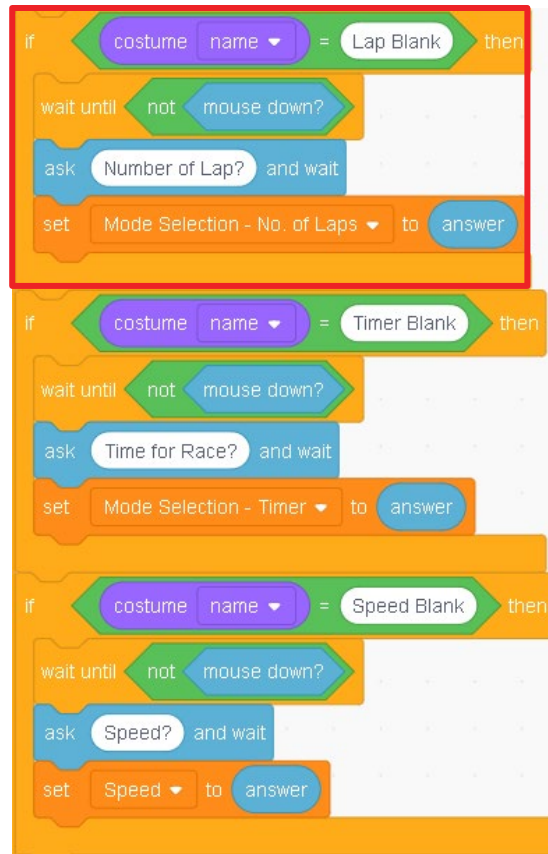 if costume name = Lap Blank then
wait until not mouse down?
ask Number of Lap? and wait
set Mode Selection - No. of Laps to answer
if costume name = Timer Blank then
wait until not mouse down?
ask Time for Race? and wait
set Mode Selection - Timer to answer
if costume name = Speed Blank then
wait until not mouse down?
ask Speed? and wait
set Speed to answer